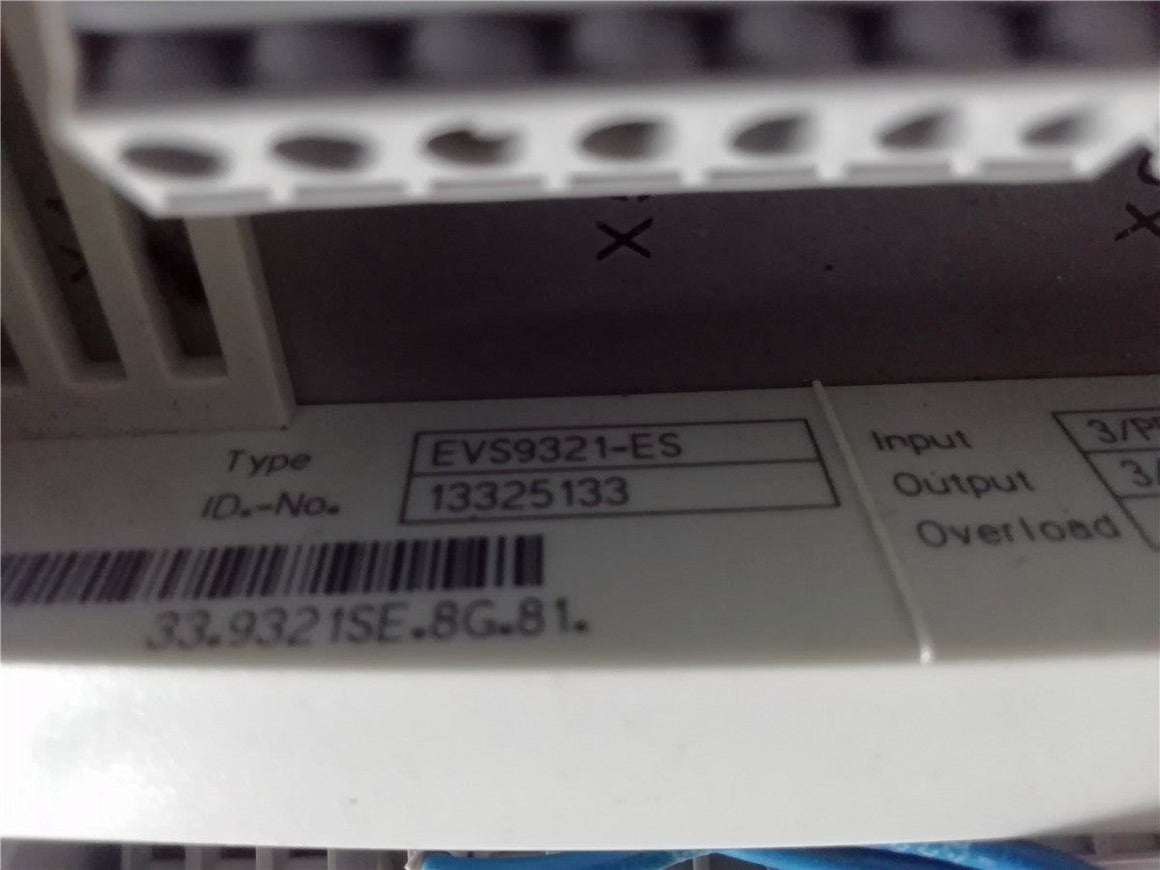 X
X
Type EVS9321-ES
ID.-No. 13325133
Input
Output
Overload
33.9321SE.8G.81.